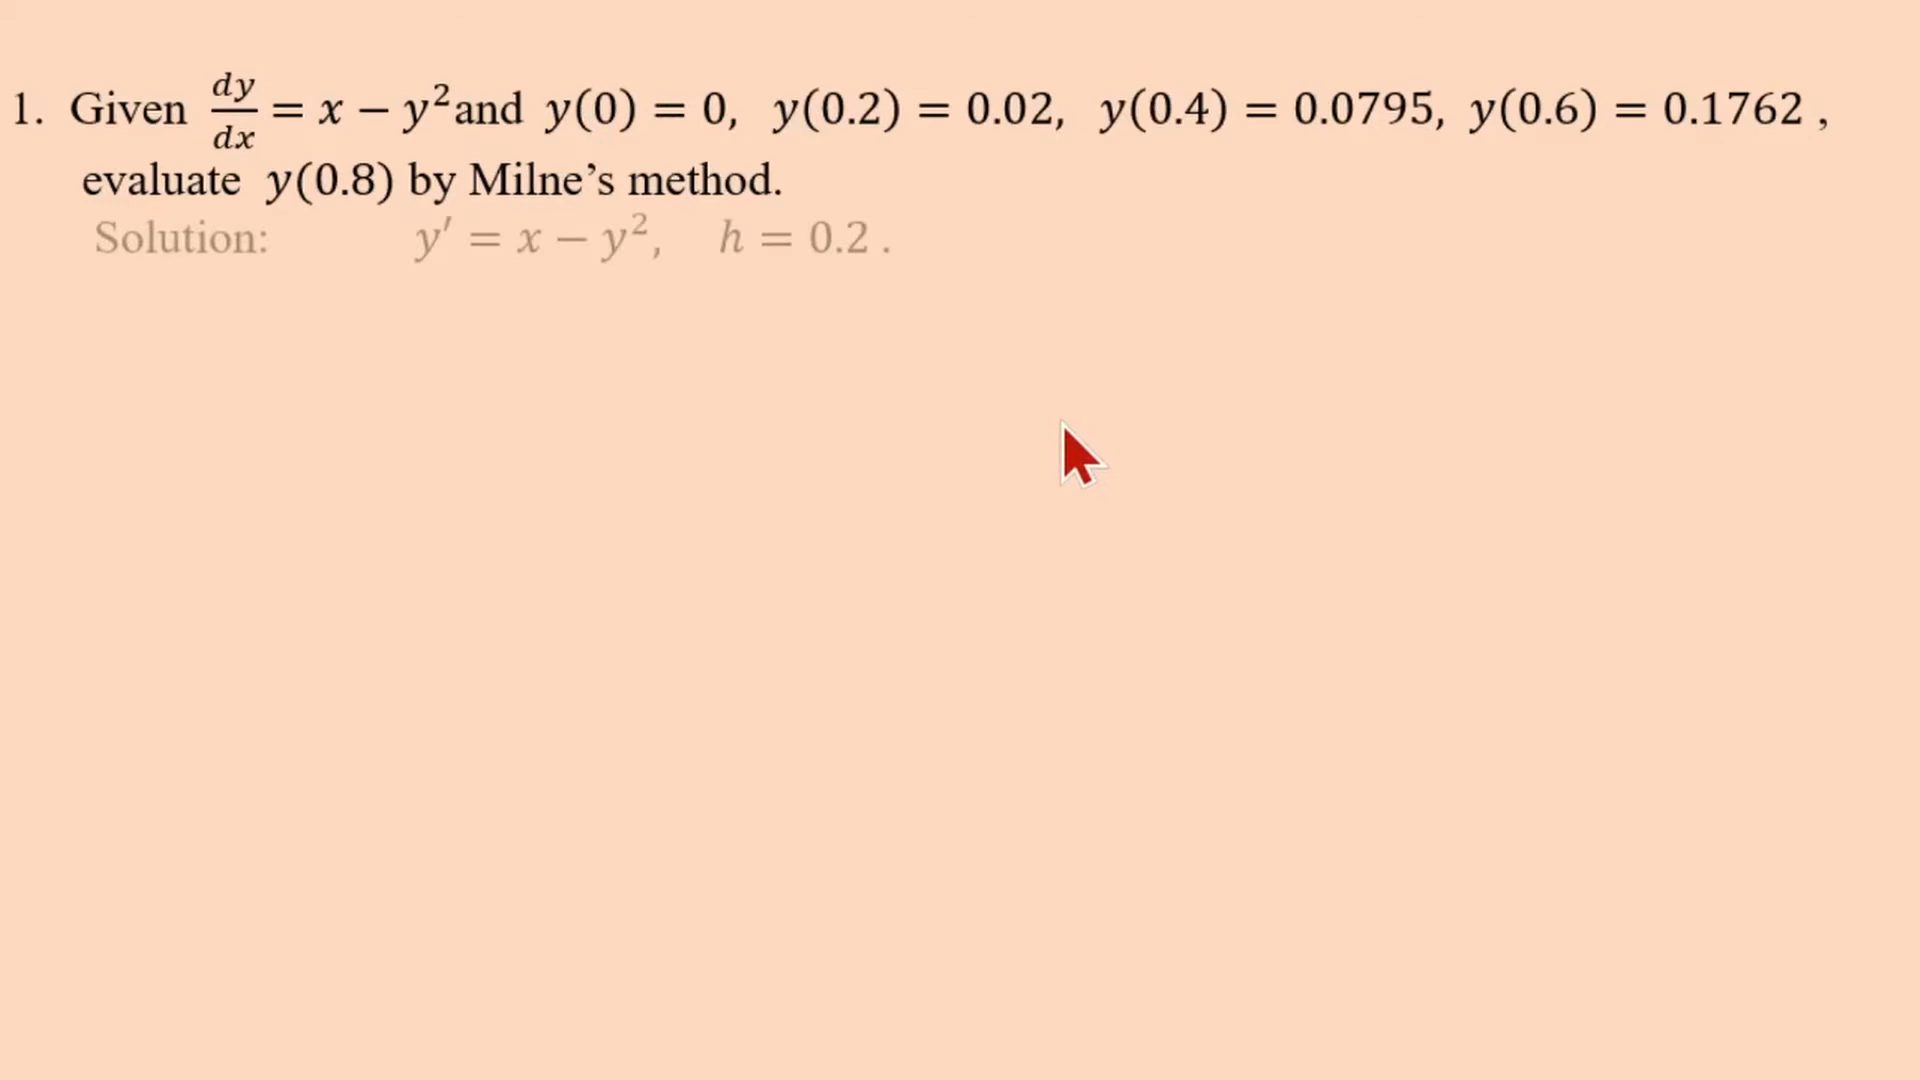 1. Given dy/dx = x − y² and y(0) = 0, y(0.2) = 0.02, y(0.4) = 0.0795, y(0.6) = 0.1762 ,
evaluate y(0.8) by Milne’s method.
Solution: y′ = x − y², h = 0.2 .